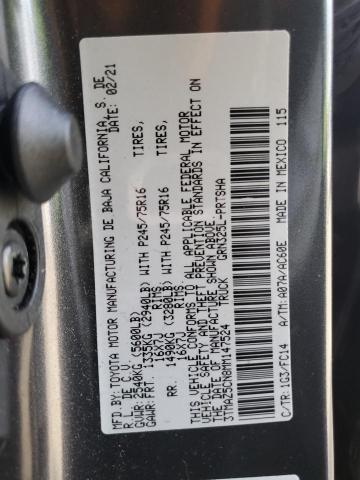 MFD.BY:TOYOTA MOTOR MANUFACTURING DE BAJA CALIFORNIA, S. DE
R.L. DE C.V. DATE: 02/21
GVWR: 2540KG (5600LB)
GAWR:FRT. 1335KG (2940LB) WITH P245/75R16 TIRES,
16X7J RIMS.
RR. 1490KG (3280LB) WITH P245/75R16 TIRES,
16X7J RIMS.
THIS VEHICLE CONFORMS TO ALL APPLICABLE FEDERAL MOTOR
VEHICLE SAFETY AND THEFT PREVENTION STANDARDS IN EFFECT ON
THE DATE OF MANUFACTURE SHOWN ABOVE.
3TMAZ5CN8MM147524 TRUCK GRN325L-PRTSHA
C/TR:1G3/FC14 A/TM:A07A/AC60E MADE IN MEXICO 115